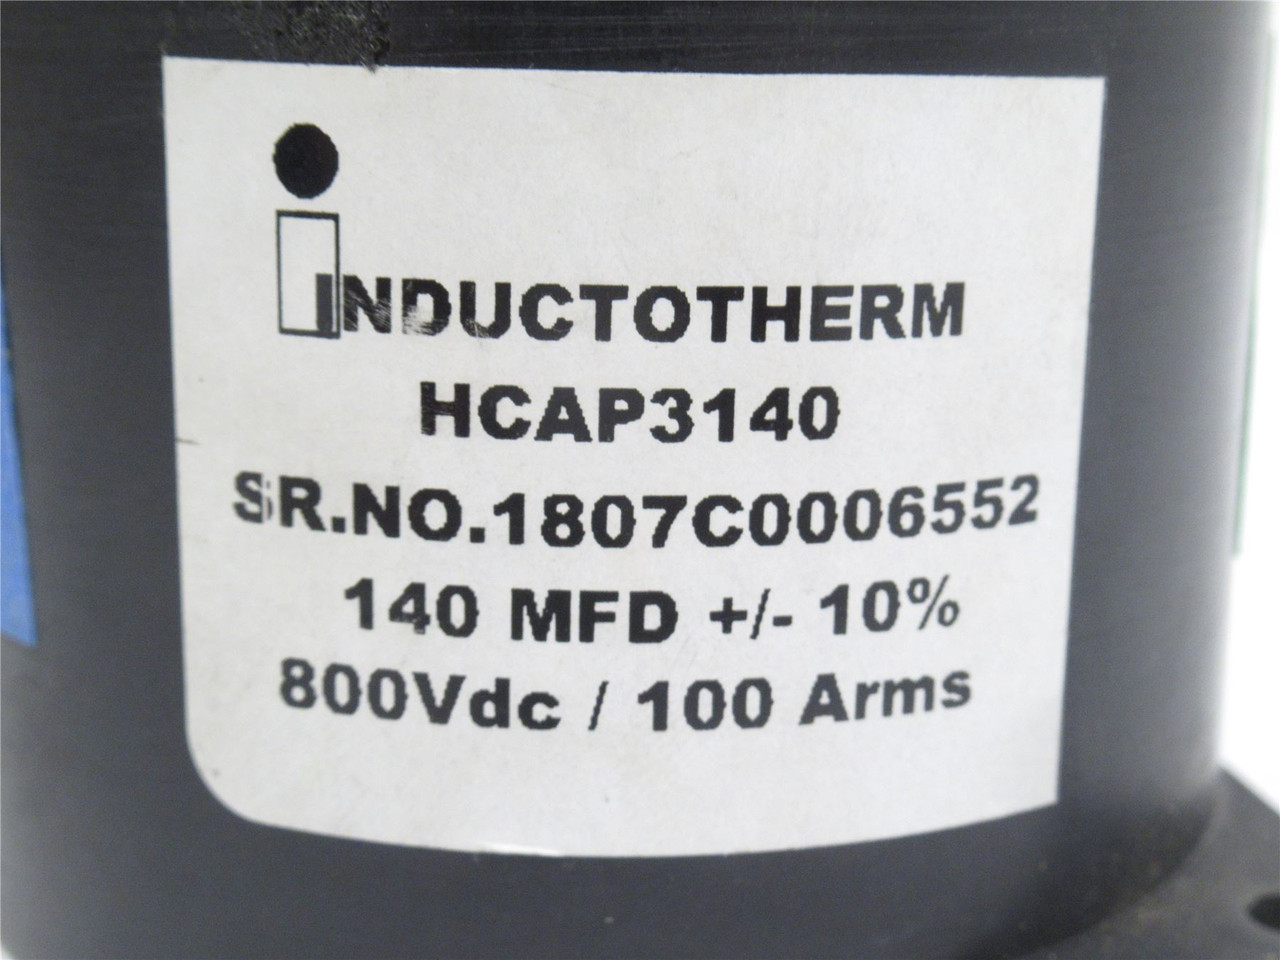 INDUCTOTHERM
HCAP3140
SR.NO.1807C0006552
140 MFD +/- 10%
800Vdc / 100 Arms